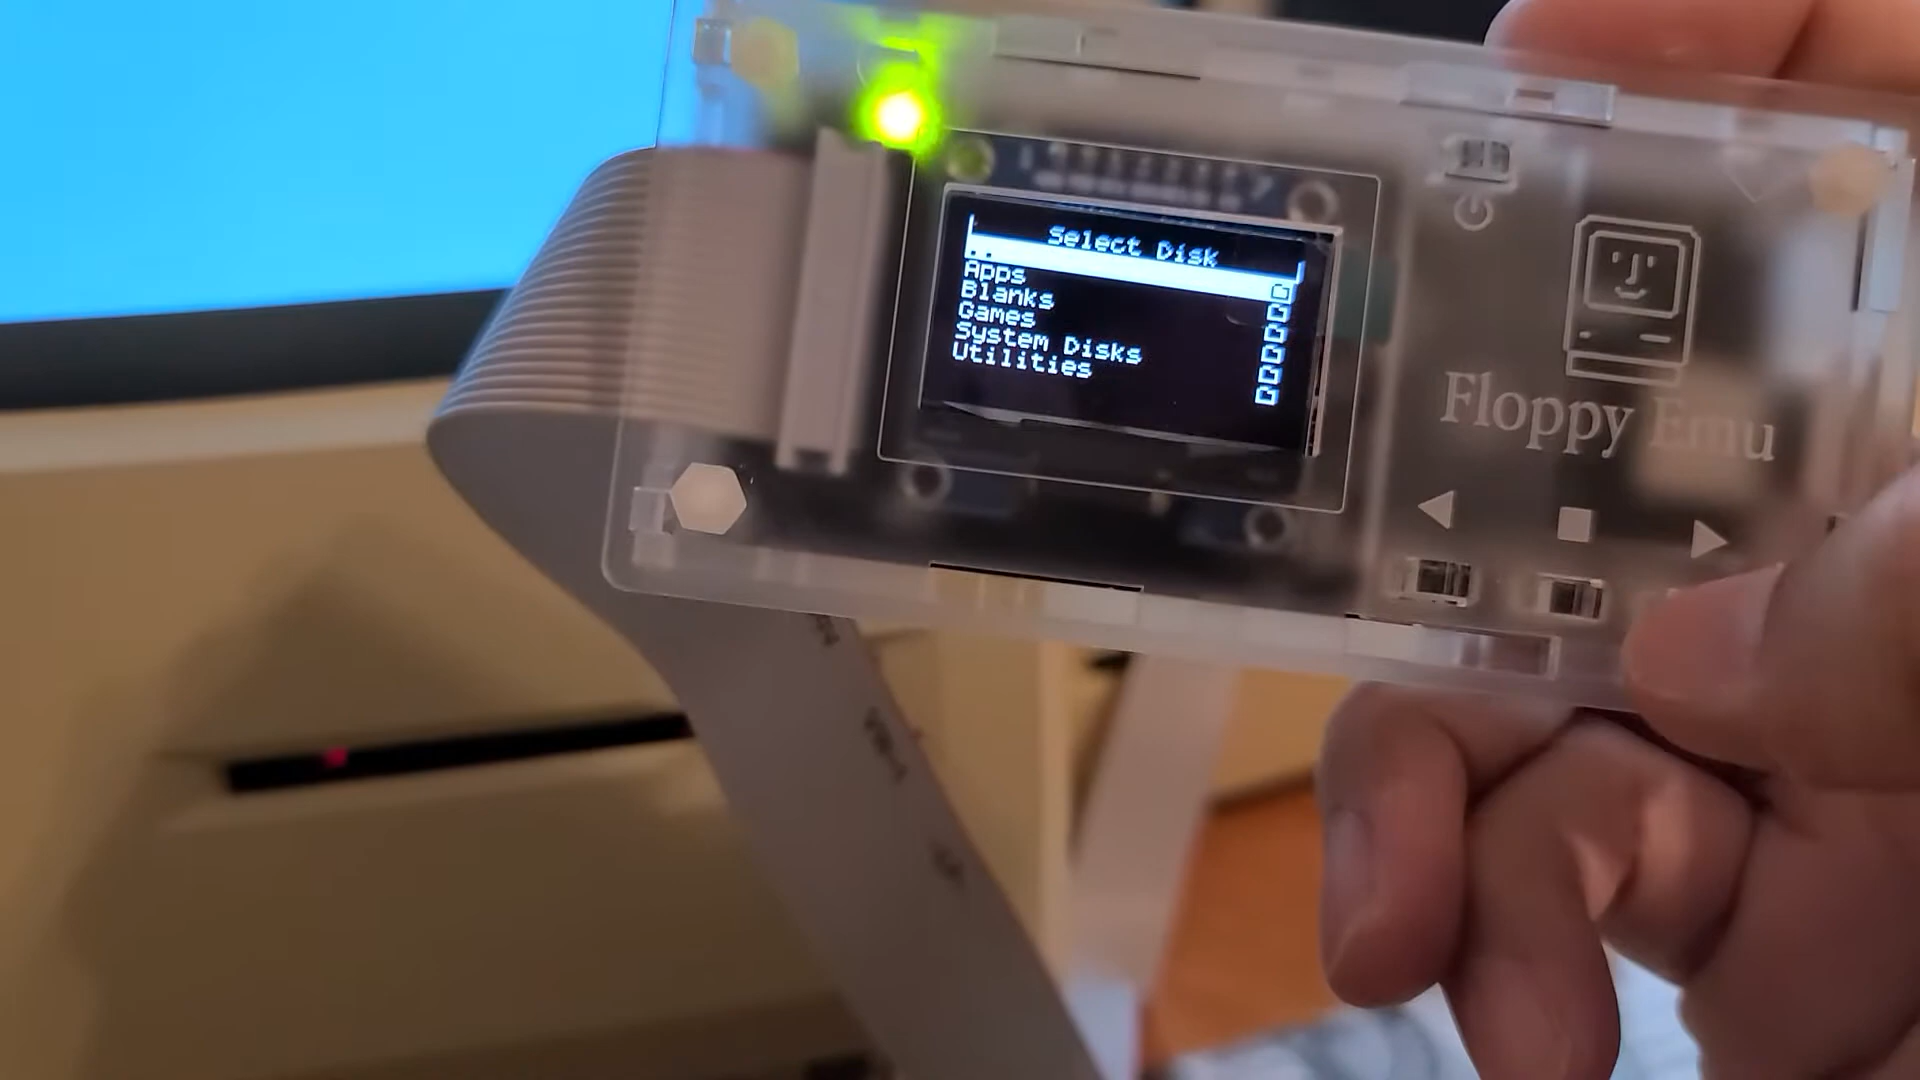 Select Disk
..
Apps
Blanks
Games
System Disks
Utilities
Floppy Emu